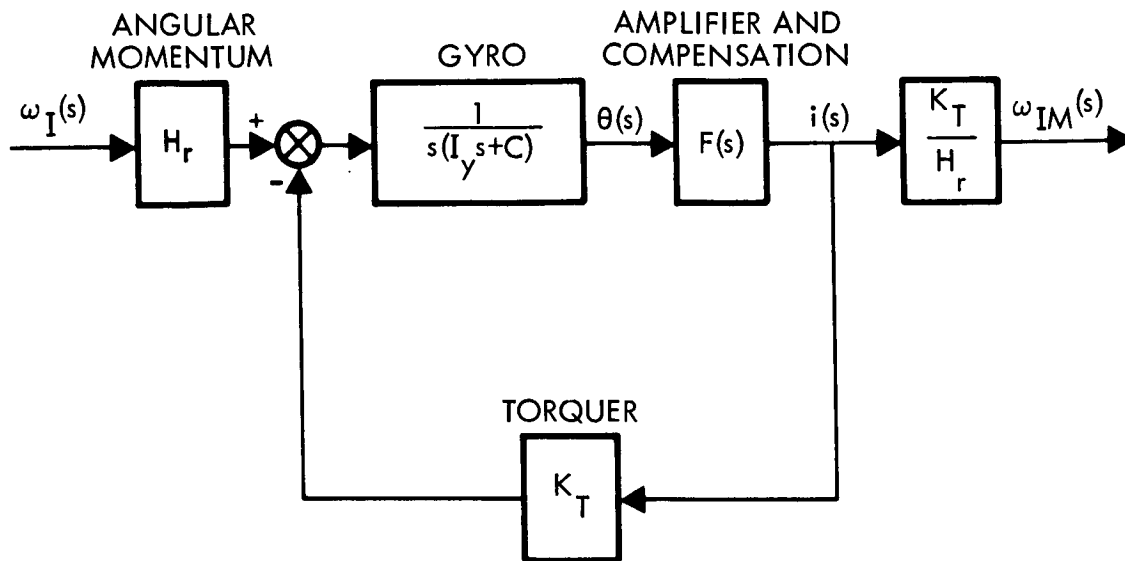 ANGULAR
MOMENTUM
GYRO
AMPLIFIER AND
COMPENSATION
ω_I(s)
H_r
+
-
1
s(I_y s+C)
θ(s)
F(s)
i(s)
K_T
H_r
ω_IM(s)
TORQUER
K_T